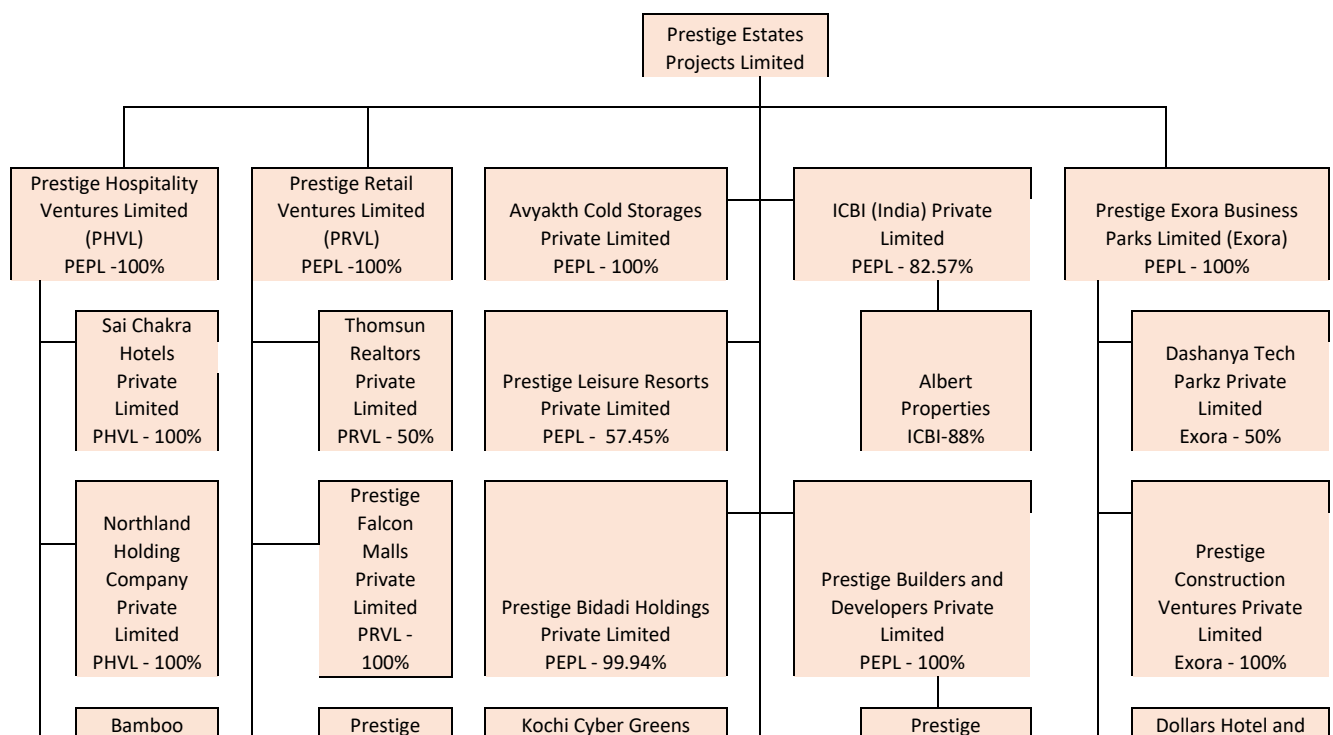 Prestige Estates
Projects Limited
Prestige Hospitality
Ventures Limited
(PHVL)
PEPL -100%
Prestige Retail
Ventures Limited
(PRVL)
PEPL -100%
Avyakth Cold Storages
Private Limited
PEPL - 100%
ICBI (India) Private
Limited
PEPL - 82.57%
Prestige Exora Business
Parks Limited (Exora)
PEPL - 100%
Sai Chakra
Hotels
Private
Limited
PHVL - 100%
Thomsun
Realtors
Private
Limited
PRVL - 50%
Prestige Leisure Resorts
Private Limited
PEPL -  57.45%
Albert
Properties
ICBI-88%
Dashanya Tech
Parkz Private
Limited
Exora - 50%
Northland
Holding
Company
Private
Limited
PHVL - 100%
Prestige
Falcon
Malls
Private
Limited
PRVL -
100%
Prestige Bidadi Holdings
Private Limited
PEPL - 99.94%
Prestige Builders and
Developers Private
Limited
PEPL - 100%
Prestige
Construction
Ventures Private
Limited
Exora - 100%
Bamboo
Prestige
Kochi Cyber Greens
Prestige
Dollars Hotel and